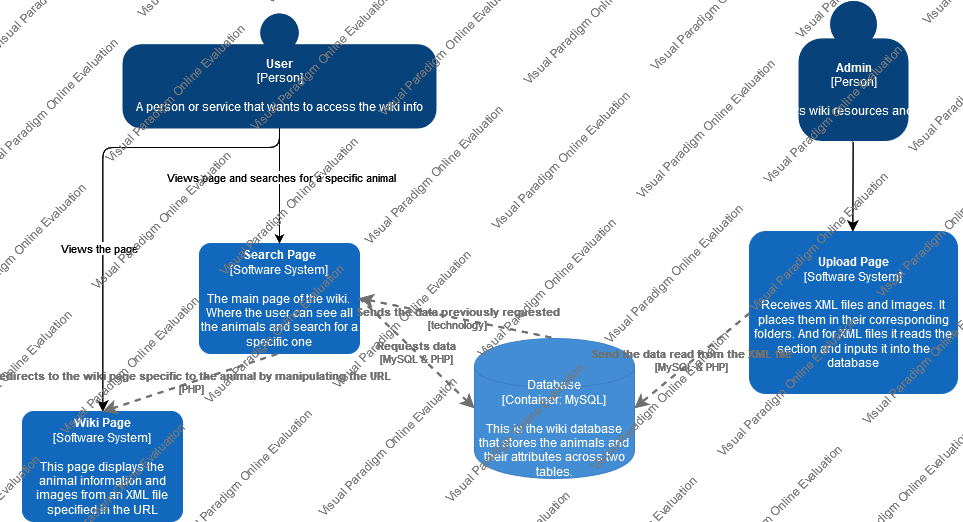 User
[Person]
A person or service that wants to access the wiki info
Admin
[Person]
s wiki resources and
Views page and searches for a specific animal
Views the page
Search Page
[Software System]
The main page of the wiki.
Where the user can see all
the animals and search for a
specific one
Upload Page
[Software System]
Receives XML files and Images. It
places them in their corresponding
folders. And for XML files it reads the
section and inputs it into the
database
Sends the data previously requested
[technology]
Requests data
[MySQL & PHP]
Send the data read from the XML file
[MySQL & PHP]
edirects to the wiki page specific to the animal by manipulating the URL
[PHP]
Database
[Container: MySQL]
This is the wiki database
that stores the animals and
their attributes across two
tables.
Wiki Page
[Software System]
This page displays the
animal information and
images from an XML file
specified in the URL
Visual Paradigm Online Evaluation